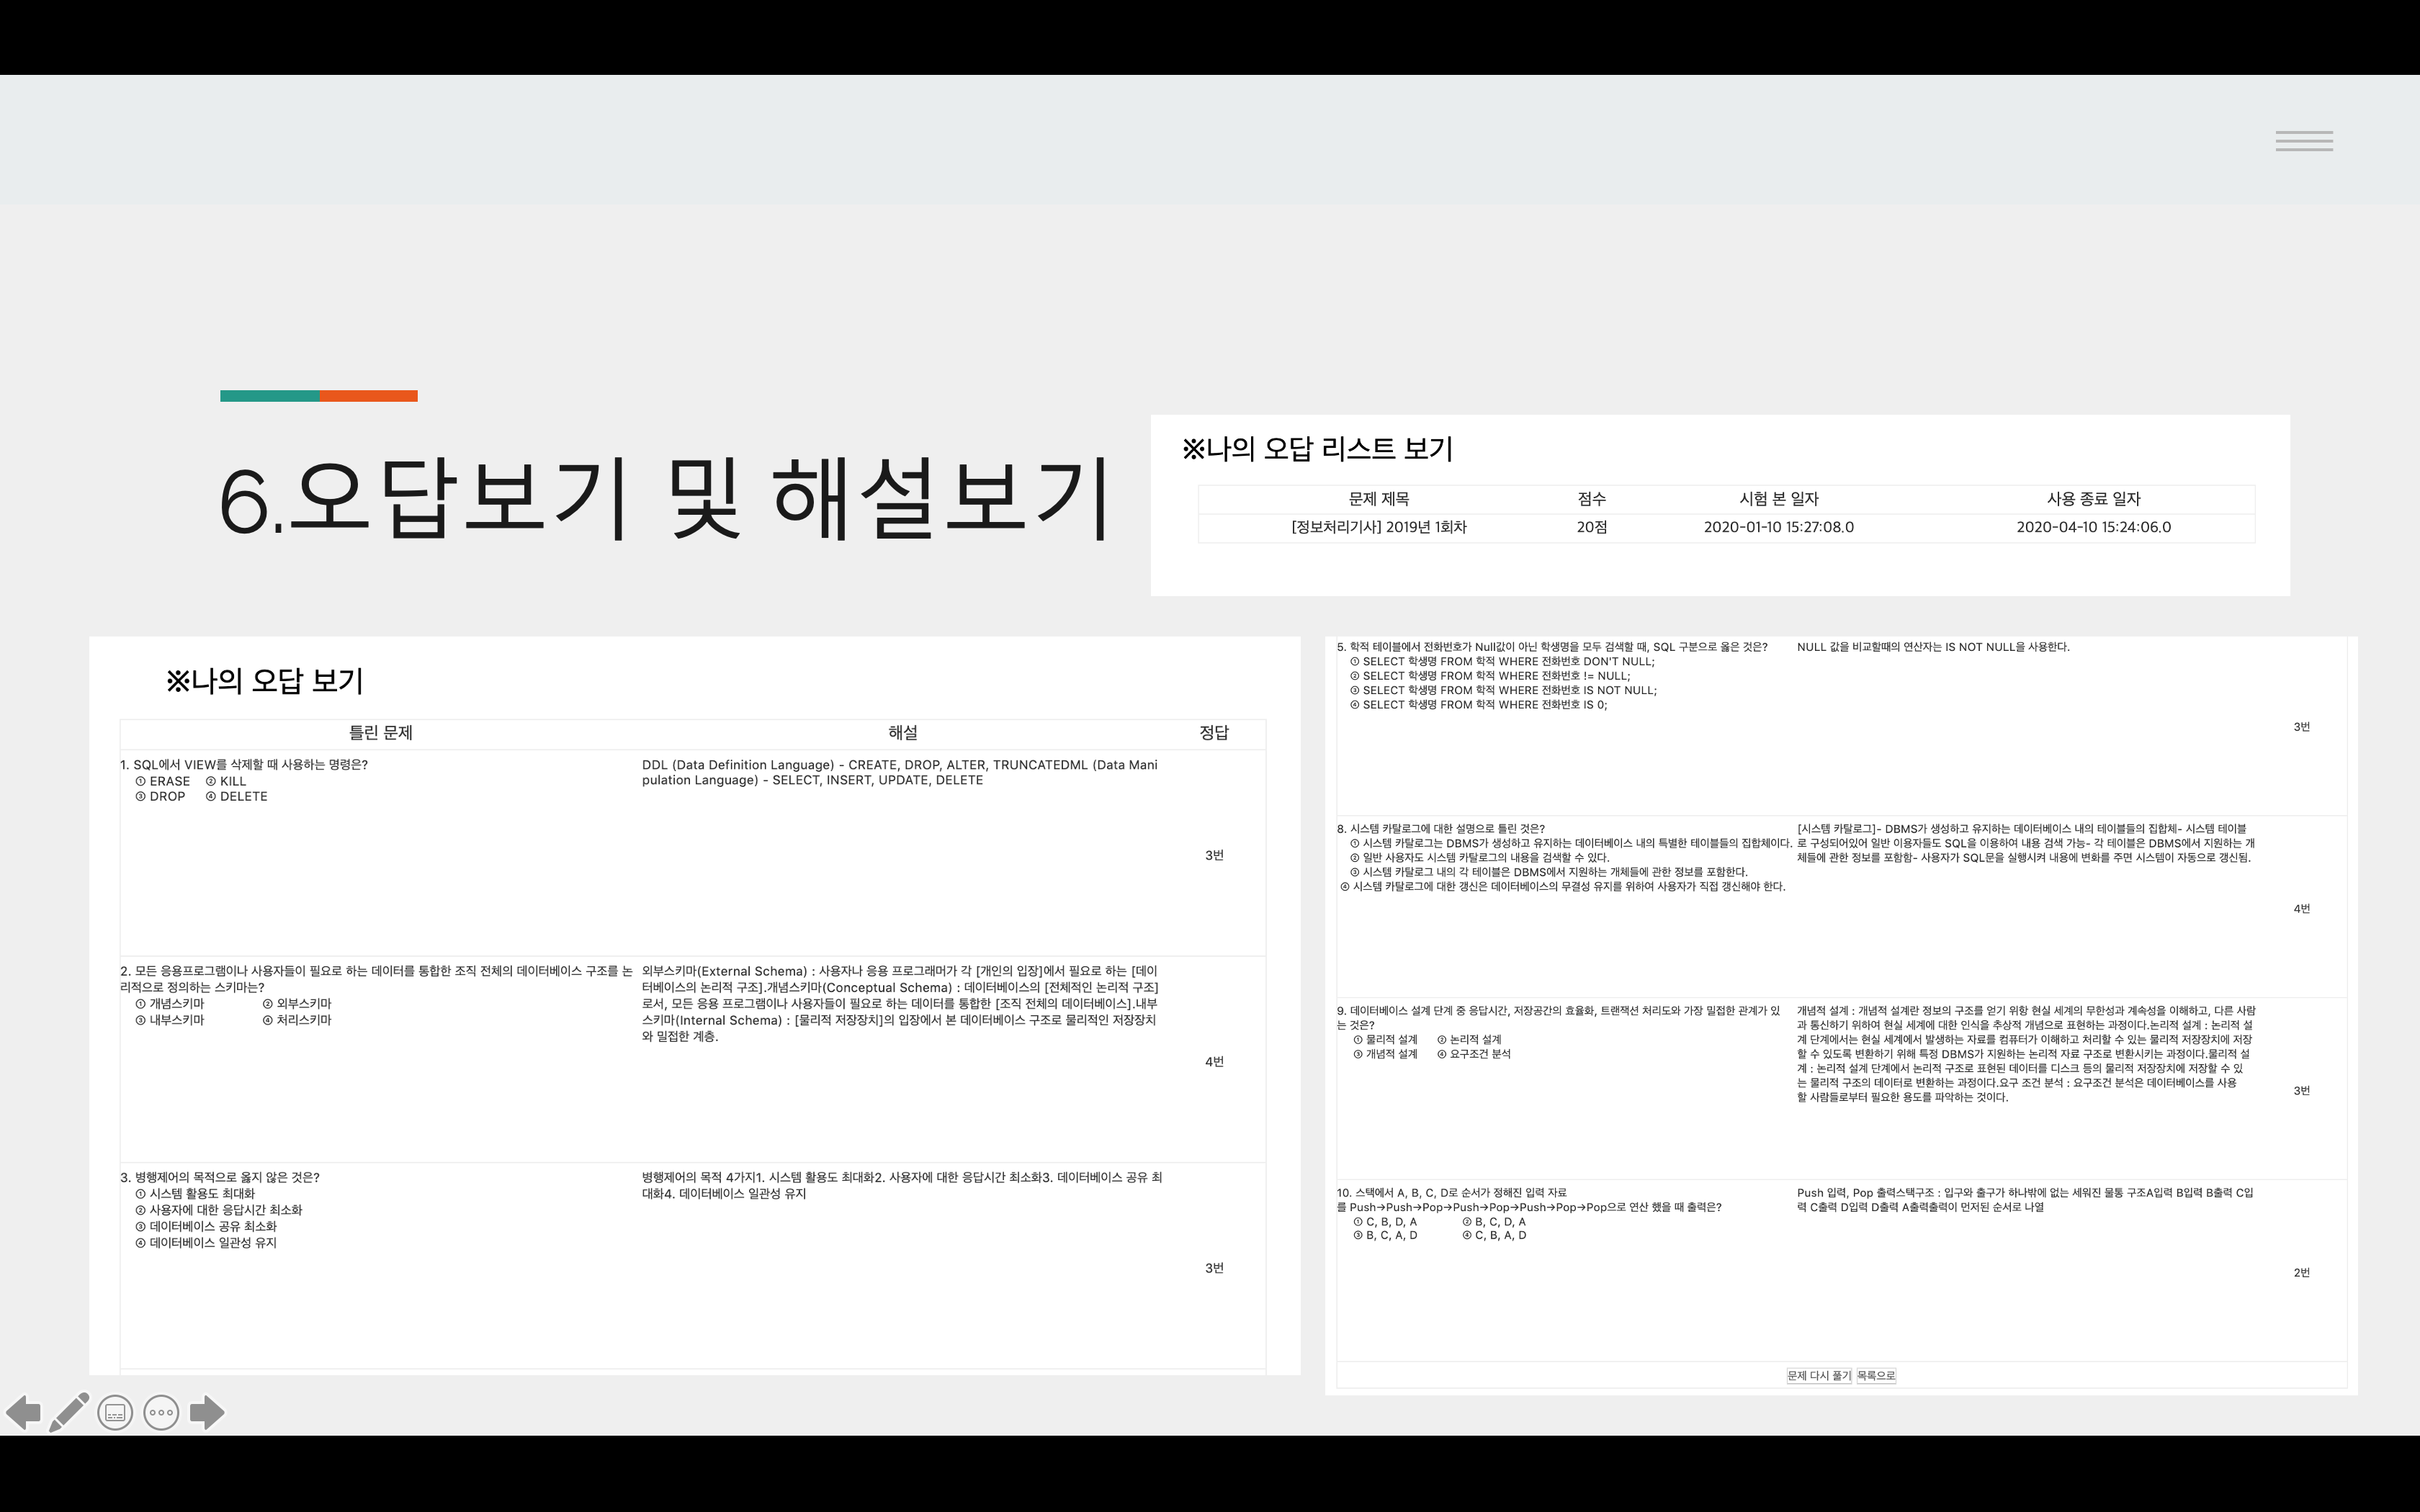 6.오답보기 및 해설보기
※나의 오답 리스트 보기
문제 제목 점수 시험 본 일자 사용 종료 일자
[정보처리기사] 2019년 1회차 20점 2020-01-10 15:27:08.0 2020-04-10 15:24:06.0
※나의 오답 보기
틀린 문제 해설 정답
1. SQL에서 VIEW를 삭제할 때 사용하는 명령은?
① ERASE ② KILL
③ DROP ④ DELETE
DDL (Data Definition Language) - CREATE, DROP, ALTER, TRUNCATEDML (Data Mani
pulation Language) - SELECT, INSERT, UPDATE, DELETE
3번
2. 모든 응용프로그램이나 사용자들이 필요로 하는 데이터를 통합한 조직 전체의 데이터베이스 구조를 논
리적으로 정의하는 스키마는?
① 개념스키마 ② 외부스키마
③ 내부스키마 ④ 처리스키마
외부스키마(External Schema) : 사용자나 응용 프로그래머가 각 [개인의 입장]에서 필요로 하는 [데이
터베이스의 논리적 구조].개념스키마(Conceptual Schema) : 데이터베이스의 [전체적인 논리적 구조]
로서, 모든 응용 프로그램이나 사용자들이 필요로 하는 데이터를 통합한 [조직 전체의 데이터베이스].내부
스키마(Internal Schema) : [물리적 저장장치]의 입장에서 본 데이터베이스 구조로 물리적인 저장장치
와 밀접한 계층.
4번
3. 병행제어의 목적으로 옳지 않은 것은?
① 시스템 활용도 최대화
② 사용자에 대한 응답시간 최소화
③ 데이터베이스 공유 최소화
④ 데이터베이스 일관성 유지
병행제어의 목적 4가지1. 시스템 활용도 최대화2. 사용자에 대한 응답시간 최소화3. 데이터베이스 공유 최
대화4. 데이터베이스 일관성 유지
3번
5. 학적 테이블에서 전화번호가 Null값이 아닌 학생명을 모두 검색할 때, SQL 구분으로 옳은 것은?
① SELECT 학생명 FROM 학적 WHERE 전화번호 DON'T NULL;
② SELECT 학생명 FROM 학적 WHERE 전화번호 != NULL;
③ SELECT 학생명 FROM 학적 WHERE 전화번호 IS NOT NULL;
④ SELECT 학생명 FROM 학적 WHERE 전화번호 IS 0;
NULL 값을 비교할때의 연산자는 IS NOT NULL을 사용한다.
3번
8. 시스템 카탈로그에 대한 설명으로 틀린 것은?
① 시스템 카탈로그는 DBMS가 생성하고 유지하는 데이터베이스 내의 특별한 테이블들의 집합체이다.
② 일반 사용자도 시스템 카탈로그의 내용을 검색할 수 있다.
③ 시스템 카탈로그 내의 각 테이블은 DBMS에서 지원하는 개체들에 관한 정보를 포함한다.
④ 시스템 카탈로그에 대한 갱신은 데이터베이스의 무결성 유지를 위하여 사용자가 직접 갱신해야 한다.
[시스템 카탈로그]- DBMS가 생성하고 유지하는 데이터베이스 내의 테이블들의 집합체- 시스템 테이블
로 구성되어있어 일반 이용자들도 SQL을 이용하여 내용 검색 가능- 각 테이블은 DBMS에서 지원하는 개
체들에 관한 정보를 포함함- 사용자가 SQL문을 실행시켜 내용에 변화를 주면 시스템이 자동으로 갱신됨.
4번
9. 데이터베이스 설계 단계 중 응답시간, 저장공간의 효율화, 트랜잭션 처리도와 가장 밀접한 관계가 있
는 것은?
① 물리적 설계 ② 논리적 설계
③ 개념적 설계 ④ 요구조건 분석
개념적 설계 : 개념적 설계란 정보의 구조를 얻기 위항 현실 세계의 무한성과 계속성을 이해하고, 다른 사람
과 통신하기 위하여 현실 세계에 대한 인식을 추상적 개념으로 표현하는 과정이다.논리적 설계 : 논리적 설
계 단계에서는 현실 세계에서 발생하는 자료를 컴퓨터가 이해하고 처리할 수 있는 물리적 저장장치에 저장
할 수 있도록 변환하기 위해 특정 DBMS가 지원하는 논리적 자료 구조로 변환시키는 과정이다.물리적 설
계 : 논리적 설계 단계에서 논리적 구조로 표현된 데이터를 디스크 등의 물리적 저장장치에 저장할 수 있
는 물리적 구조의 데이터로 변환하는 과정이다.요구 조건 분석 : 요구조건 분석은 데이터베이스를 사용
할 사람들로부터 필요한 용도를 파악하는 것이다.
3번
10. 스택에서 A, B, C, D로 순서가 정해진 입력 자료
를 Push→Push→Pop→Push→Pop→Push→Pop→Pop으로 연산 했을 때 출력은?
① C, B, D, A ② B, C, D, A
③ B, C, A, D ④ C, B, A, D
Push 입력, Pop 출력스택구조 : 입구와 출구가 하나밖에 없는 세워진 물통 구조A입력 B입력 B출력 C입
력 C출력 D입력 D출력 A출력출력이 먼저된 순서로 나열
2번
문제 다시 풀기 목록으로